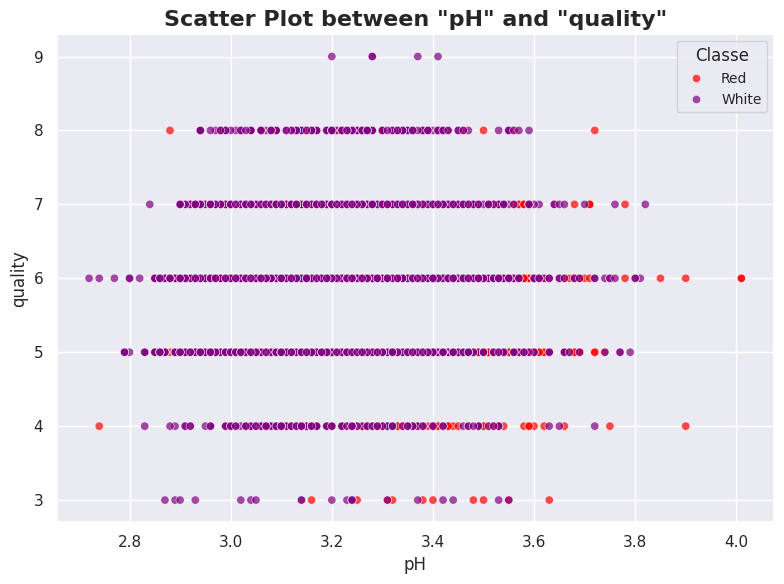 Scatter Plot between "pH" and "quality"
Classe
Red
White
quality
9
8
7
6
5
4
3
2.8 3.0 3.2 3.4 3.6 3.8 4.0
pH